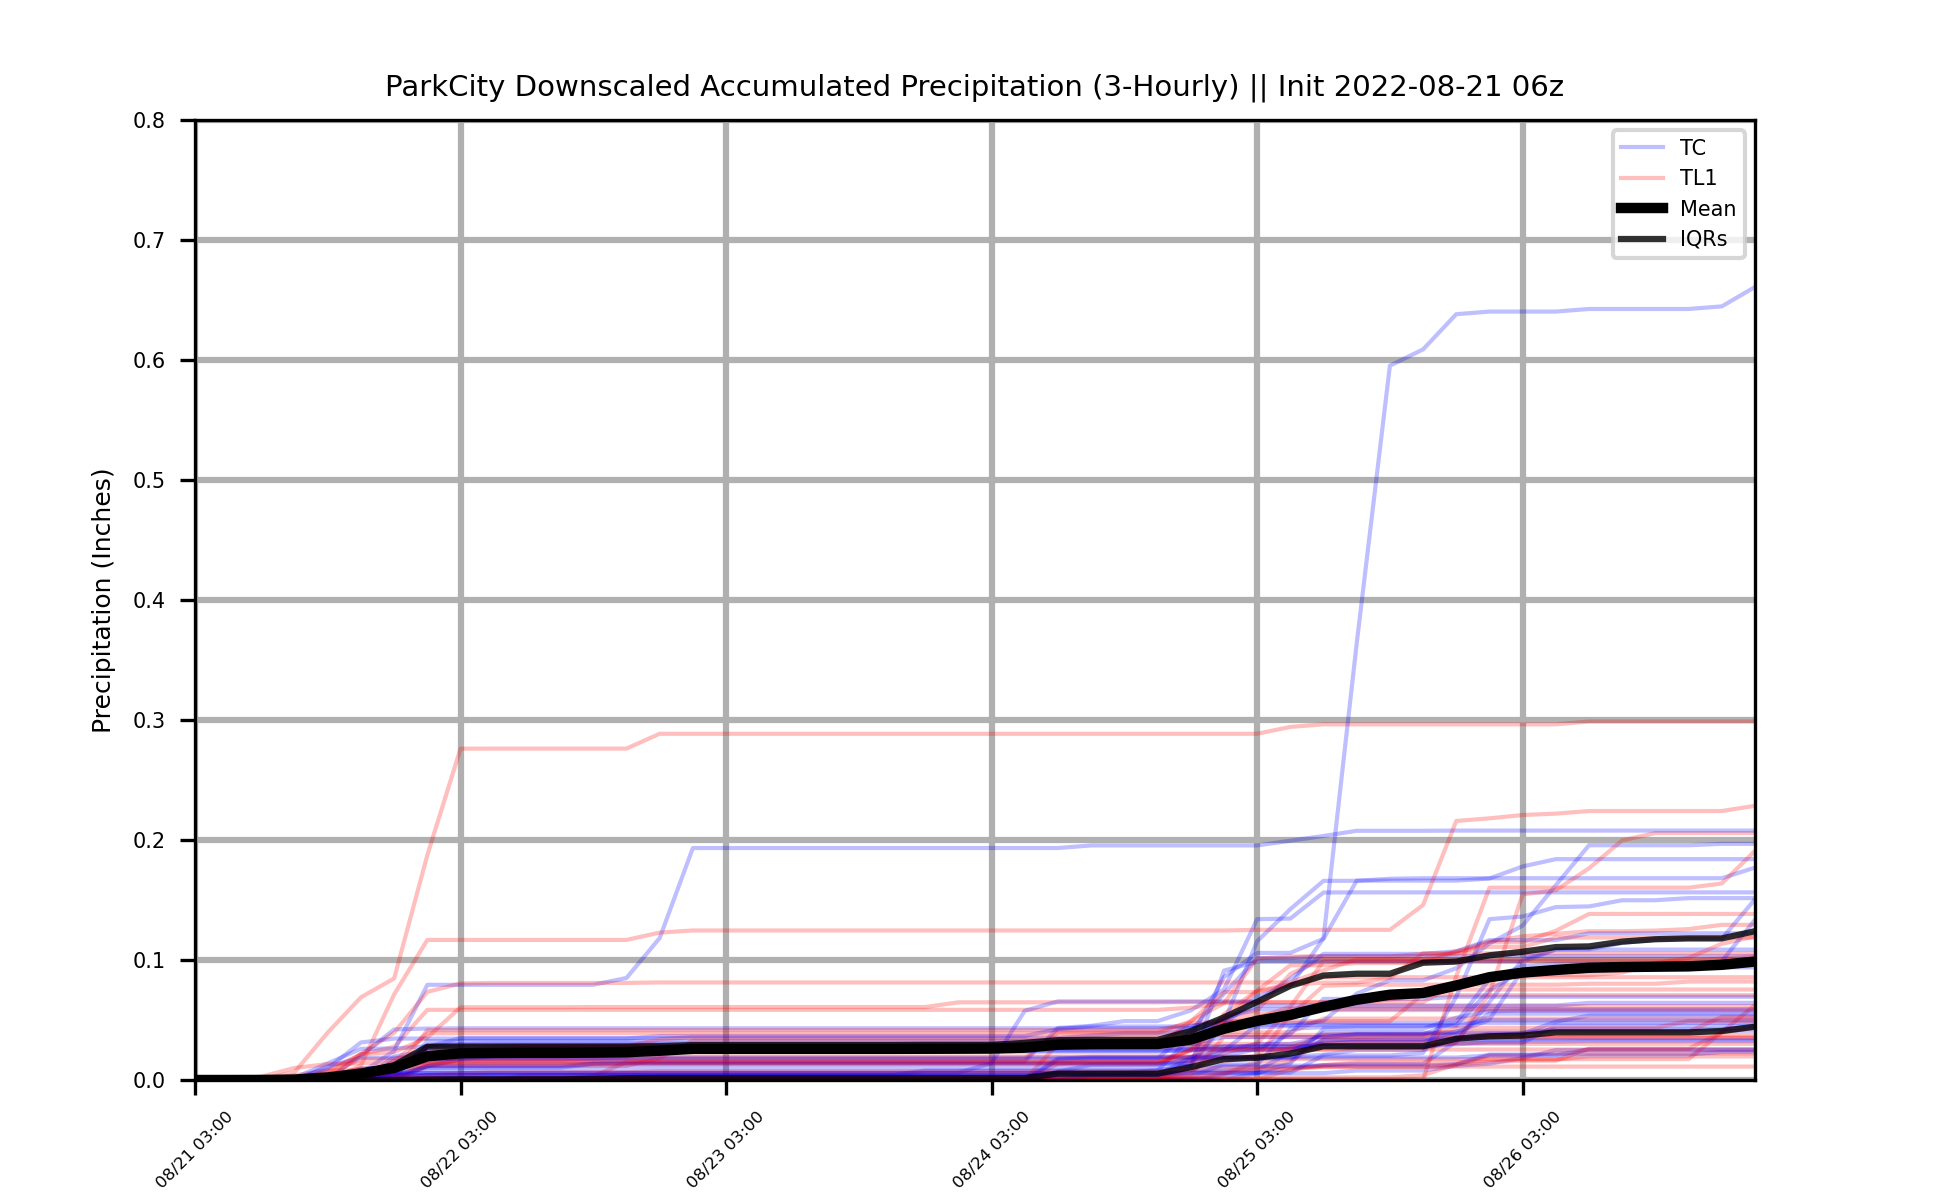 ParkCity Downscaled Accumulated Precipitation (3-Hourly) || Init 2022-08-21 06z
Precipitation (Inches)
0.8
0.7
0.6
0.5
0.4
0.3
0.2
0.1
0.0
TC
TL1
Mean
IQRs
08/21 03:00
08/22 03:00
08/23 03:00
08/24 03:00
08/25 03:00
08/26 03:00